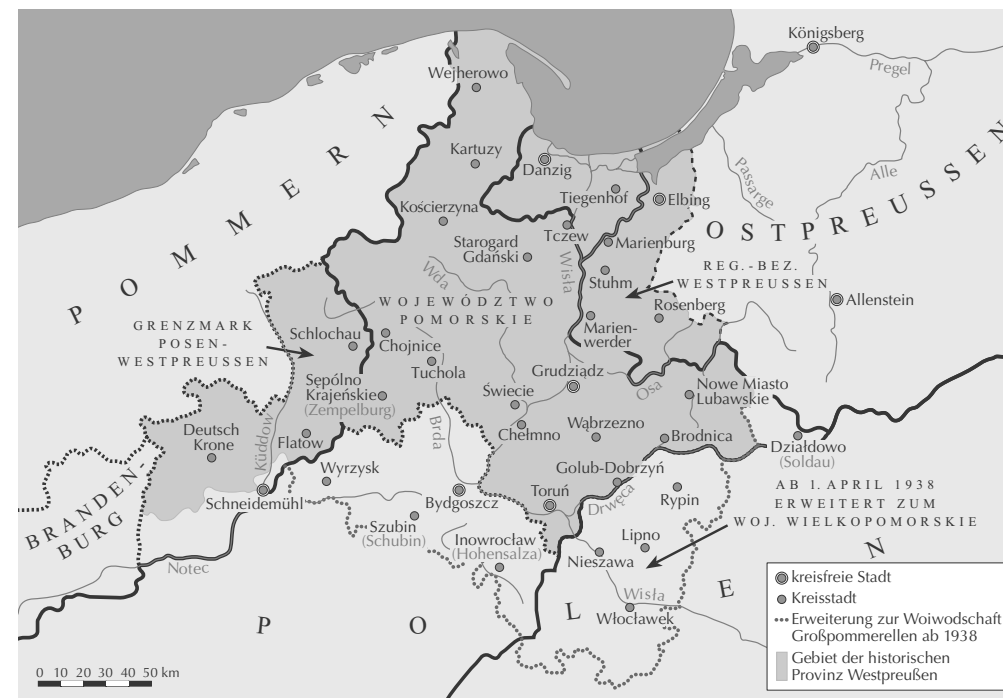 Königsberg
Pregel
Wejherowo
POMMERN
Kartuzy
Danzig
Passarge
Alle
Tiegenhof
Elbing
OSTPREUSSEN
Kościerzyna
Tczew
Marienburg
Starogard
Gdański
Wisła
Wda
Stuhm
REG.-BEZ.
WESTPREUSSEN
Allenstein
WOJEWÓDZTWO
POMORSKIE
Rosenberg
GRENZMARK
POSEN-
WESTPREUSSEN
Schlochau
Chojnice
Marien-
werder
Tuchola
Grudziądz
Osa
Sępólno
Krajeńskie
(Zempelburg)
Świecie
Nowe Miasto
Lubawskie
Deutsch
Krone
Küddow
Flatow
Brda
Chełmno
Wąbrzezno
Brodnica
Działdowo
(Soldau)
BRANDEN-
BURG
Wyrzysk
Golub-Dobrzyń
Schneidemühl
Bydgoszcz
Toruń
Drwęca
Rypin
AB 1. APRIL 1938
ERWEITERT ZUM
WOJ. WIELKOPOMORSKIE
Szubin
(Schubin)
Inowrocław
(Hohensalza)
Lipno
Nieszawa
Notec
Wisła
Włocławek
POLEN
kreisfreie Stadt
Kreisstadt
Erweiterung zur Woiwodschaft
Großpommerellen ab 1938
Gebiet der historischen
Provinz Westpreußen
0 10 20 30 40 50 km